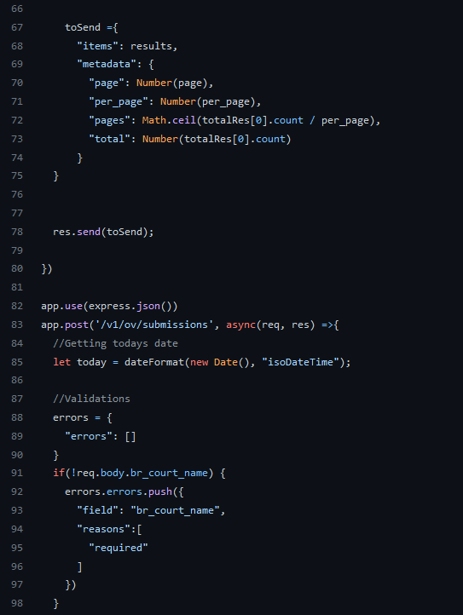 66
67 toSend ={
68 "items": results,
69 "metadata": {
70 "page": Number(page),
71 "per_page": Number(per_page),
72 "pages": Math.ceil(totalRes[0].count / per_page),
73 "total": Number(totalRes[0].count)
74 }
75 }
76
77
78 res.send(toSend);
79
80 })
81
82 app.use(express.json())
83 app.post('/v1/ov/submissions', async(req, res) =>{
84 //Getting todays date
85 let today = dateFormat(new Date(), "isoDateTime");
86
87 //Validations
88 errors = {
89 "errors": []
90 }
91 if(!req.body.br_court_name) {
92 errors.errors.push({
93 "field": "br_court_name",
94 "reasons":[
95 "required"
96 ]
97 })
98 }